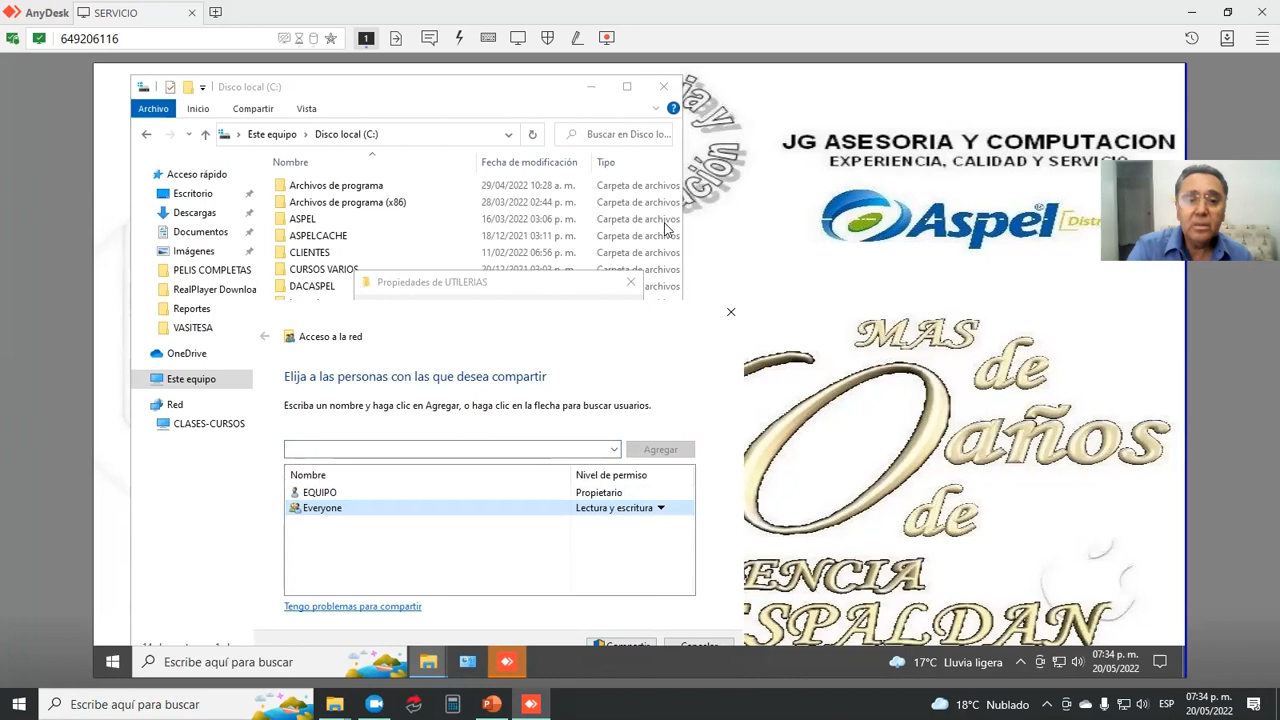 AnyDesk
SERVICIO
649206116
1
Disco local (C:)
Archivo
Inicio
Compartir
Vista
Este equipo
Disco local (C:)
Buscar en Disco lo...
Nombre
Fecha de modificación
Tipo
Acceso rápido
Escritorio
Descargas
Documentos
Imágenes
PELIS COMPLETAS
RealPlayer Downloa
Reportes
VASITESA
OneDrive
Este equipo
Red
CLASES-CURSOS
Archivos de programa
29/04/2022 10:28 a. m.
Carpeta de archivos
Archivos de programa (x86)
28/03/2022 02:44 p. m.
Carpeta de archivos
ASPEL
16/03/2022 03:06 p. m.
Carpeta de archivos
ASPELCACHE
18/12/2021 03:11 p. m.
Carpeta de archivos
CLIENTES
11/02/2022 06:56 p. m.
Carpeta de archivos
CURSOS VARIOS
Carpeta de archivos
DACASPEL
Carpeta de archivos
Propiedades de UTILERIAS
Acceso a la red
Elija a las personas con las que desea compartir
Escriba un nombre y haga clic en Agregar, o haga clic en la flecha para buscar usuarios.
Agregar
Nombre
Nivel de permiso
EQUIPO
Propietario
Everyone
Lectura y escritura
Tengo problemas para compartir
Compartir
Cancelar
JG ASESORIA Y COMPUTACION
EXPERIENCIA, CALIDAD Y SERVICIO
Aspel
MAS
de
años
de
ENCIA
SPALDAN
Escribe aquí para buscar
17°C Lluvia ligera
07:34 p. m.
20/05/2022
Escribe aquí para buscar
18°C Nublado
ESP
07:34 p. m.
20/05/2022